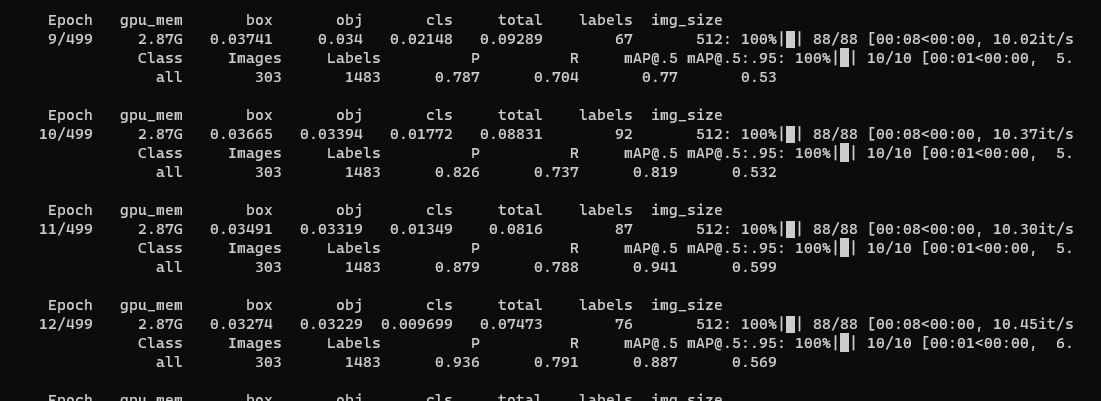 Epoch gpu_mem box obj cls total labels img_size
9/499 2.87G 0.03741 0.034 0.02148 0.09289 67 512: 100%|█| 88/88 [00:08<00:00, 10.02it/s
Class Images Labels P R mAP@.5 mAP@.5:.95: 100%|█| 10/10 [00:01<00:00, 5.
all 303 1483 0.787 0.704 0.77 0.53
Epoch gpu_mem box obj cls total labels img_size
10/499 2.87G 0.03665 0.03394 0.01772 0.08831 92 512: 100%|█| 88/88 [00:08<00:00, 10.37it/s
Class Images Labels P R mAP@.5 mAP@.5:.95: 100%|█| 10/10 [00:01<00:00, 5.
all 303 1483 0.826 0.737 0.819 0.532
Epoch gpu_mem box obj cls total labels img_size
11/499 2.87G 0.03491 0.03319 0.01349 0.0816 87 512: 100%|█| 88/88 [00:08<00:00, 10.30it/s
Class Images Labels P R mAP@.5 mAP@.5:.95: 100%|█| 10/10 [00:01<00:00, 5.
all 303 1483 0.879 0.788 0.941 0.599
Epoch gpu_mem box obj cls total labels img_size
12/499 2.87G 0.03274 0.03229 0.009699 0.07473 76 512: 100%|█| 88/88 [00:08<00:00, 10.45it/s
Class Images Labels P R mAP@.5 mAP@.5:.95: 100%|█| 10/10 [00:01<00:00, 6.
all 303 1483 0.936 0.791 0.887 0.569
Epoch gpu_mem box obj cls total labels img_size